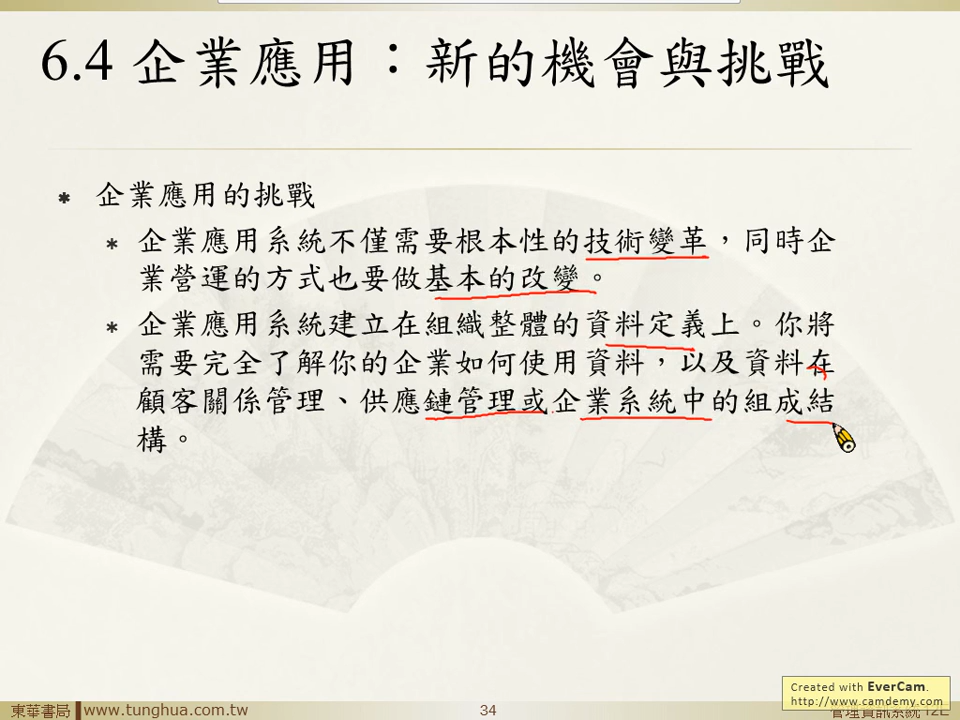 6.4 企業應用：新的機會與挑戰
* 企業應用的挑戰
* 企業應用系統不僅需要根本性的技術變革，同時企
業營運的方式也要做基本的改變。
* 企業應用系統建立在組織整體的資料定義上。你將
需要完全了解你的企業如何使用資料，以及資料在
顧客關係管理、供應鏈管理或企業系統中的組成結
構。
東華書局 www.tunghua.com.tw
34
管理資訊系統 12E
Created with EverCam.
http://www.camdemy.com